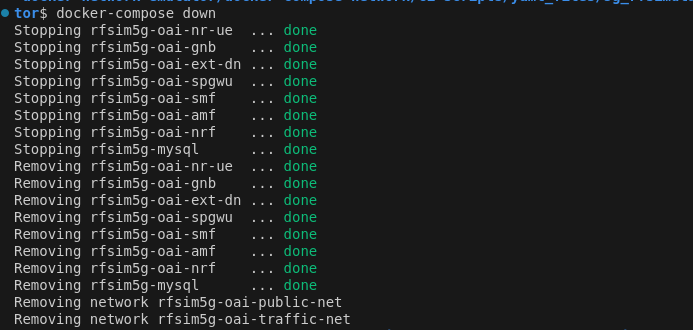 tor$ docker-compose down
Stopping rfsim5g-oai-nr-ue ... done
Stopping rfsim5g-oai-gnb ... done
Stopping rfsim5g-oai-ext-dn ... done
Stopping rfsim5g-oai-spgwu ... done
Stopping rfsim5g-oai-smf ... done
Stopping rfsim5g-oai-amf ... done
Stopping rfsim5g-oai-nrf ... done
Stopping rfsim5g-mysql ... done
Removing rfsim5g-oai-nr-ue ... done
Removing rfsim5g-oai-gnb ... done
Removing rfsim5g-oai-ext-dn ... done
Removing rfsim5g-oai-spgwu ... done
Removing rfsim5g-oai-smf ... done
Removing rfsim5g-oai-amf ... done
Removing rfsim5g-oai-nrf ... done
Removing rfsim5g-mysql ... done
Removing network rfsim5g-oai-public-net
Removing network rfsim5g-oai-traffic-net